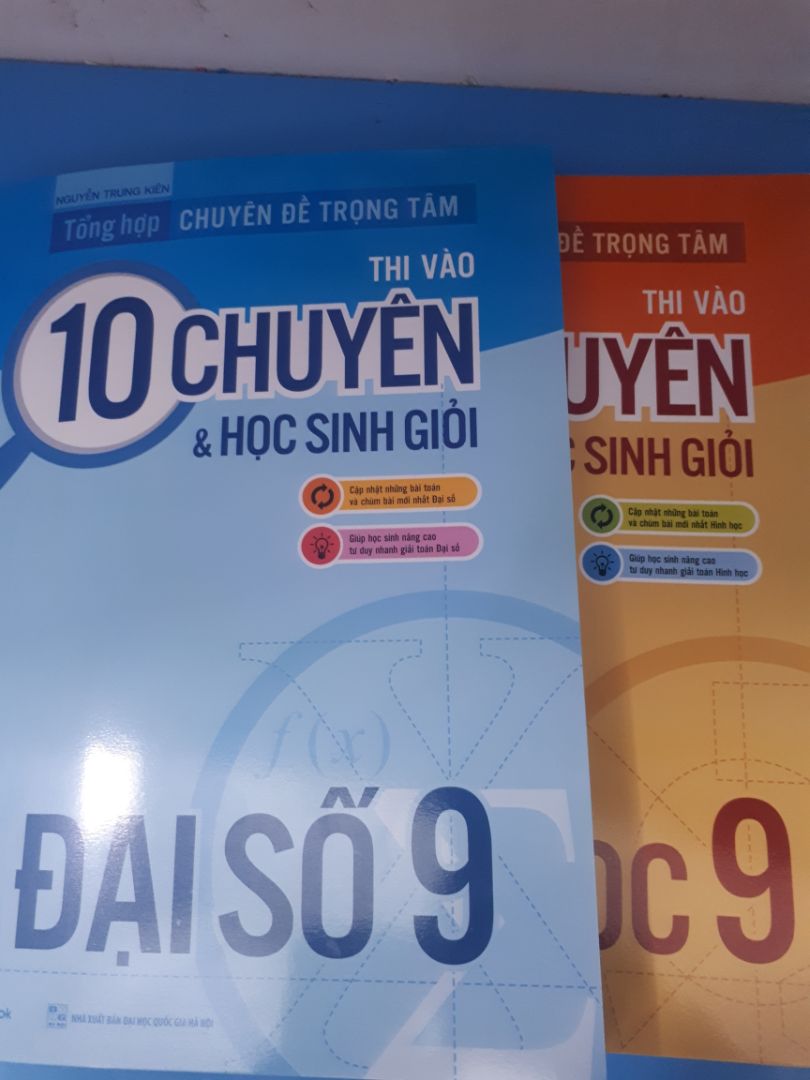 NGUYỄN TRUNG KIÊN
Tổng hợp CHUYÊN ĐỀ TRỌNG TÂM
THI VÀO
10 CHUYÊN
& HỌC SINH GIỎI
Cập nhật những bài toán
và chùm bài mới nhất Đại số
Giúp học sinh nâng cao
tư duy nhanh giải toán Đại số
f(x)
ĐẠI SỐ 9
NHÀ XUẤT BẢN ĐẠI HỌC QUỐC GIA HÀ NỘI
ĐỀ TRỌNG TÂM
THI VÀO
UYÊN
SINH GIỎI
Cập nhật những bài toán
và chùm bài mới nhất Hình học
Giúp học sinh nâng cao
tư duy nhanh giải toán Hình học
ỌC 9